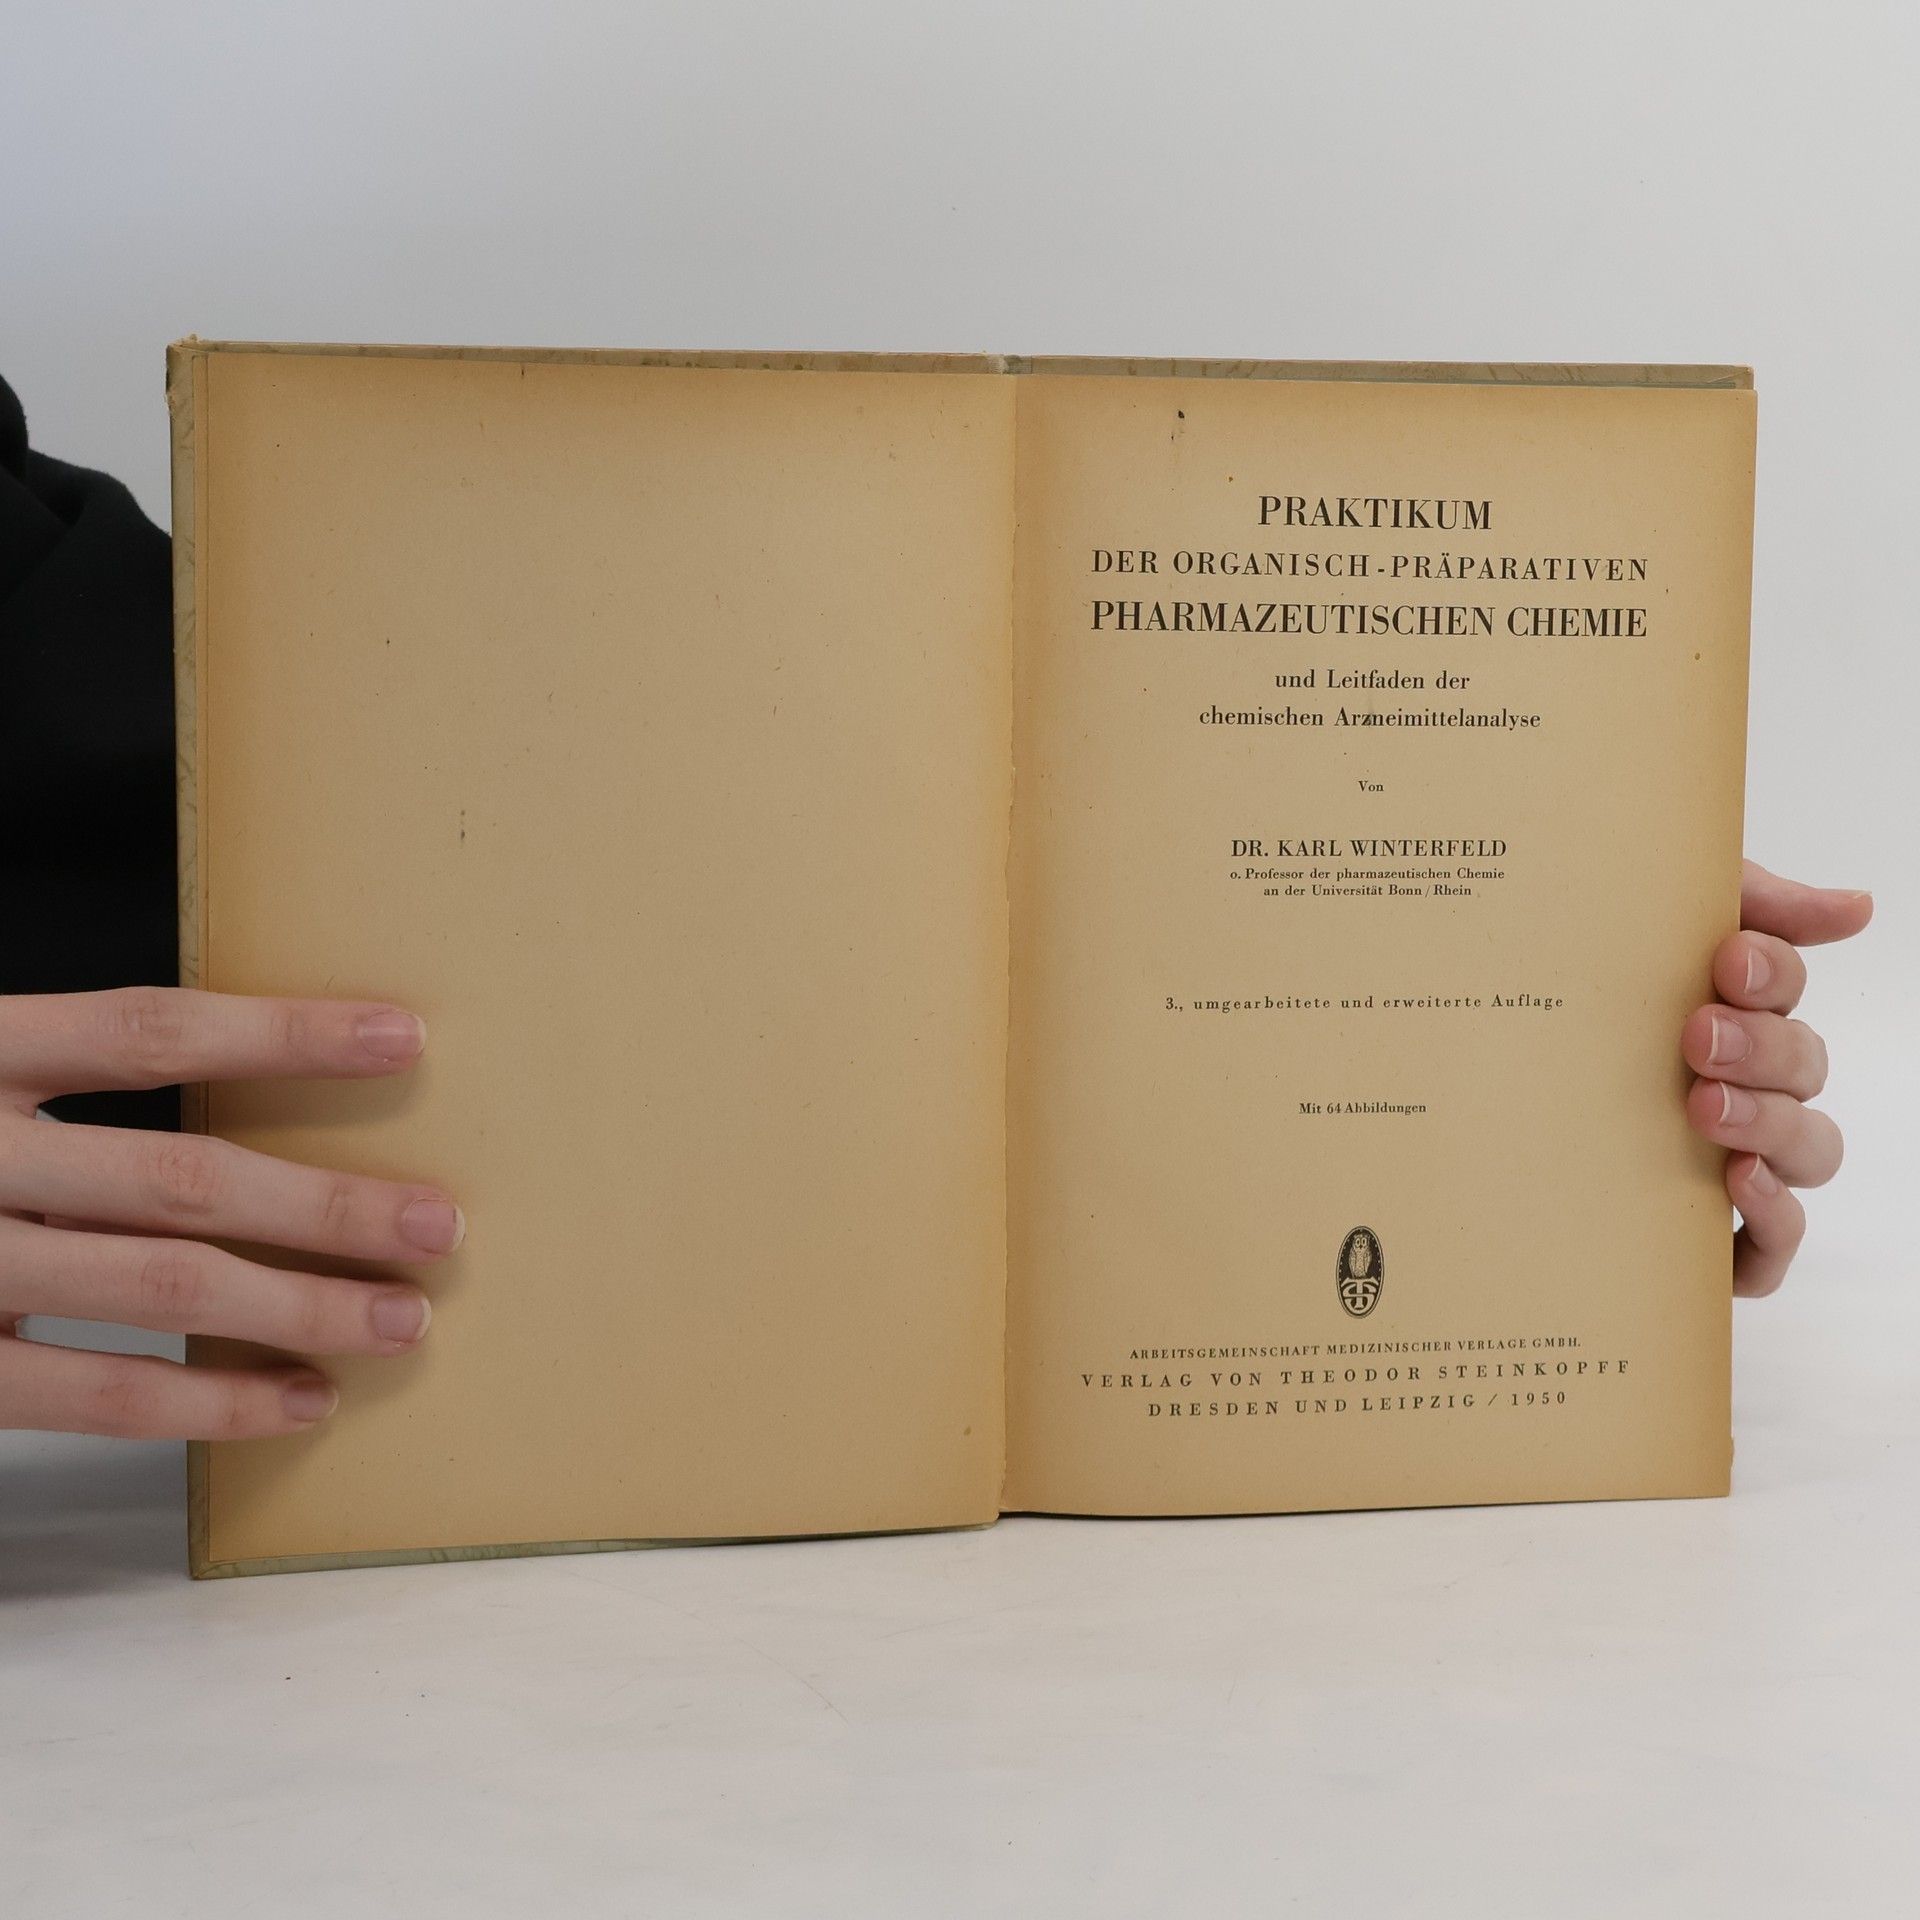 PRAKTIKUM
DER ORGANISCH-PRÄPARATIVEN
PHARMAZEUTISCHEN CHEMIE
und Leitfaden der
chemischen Arzneimittelanalyse
Von
DR. KARL WINTERFELD
o. Professor der pharmazeutischen Chemie
an der Universität Bonn / Rhein
3., umgearbeitete und erweiterte Auflage
Mit 64 Abbildungen
ARBEITSGEMEINSCHAFT MEDIZINISCHER VERLAGE GMBH.
VERLAG VON THEODOR STEINKOPFF
DRESDEN UND LEIPZIG / 1950